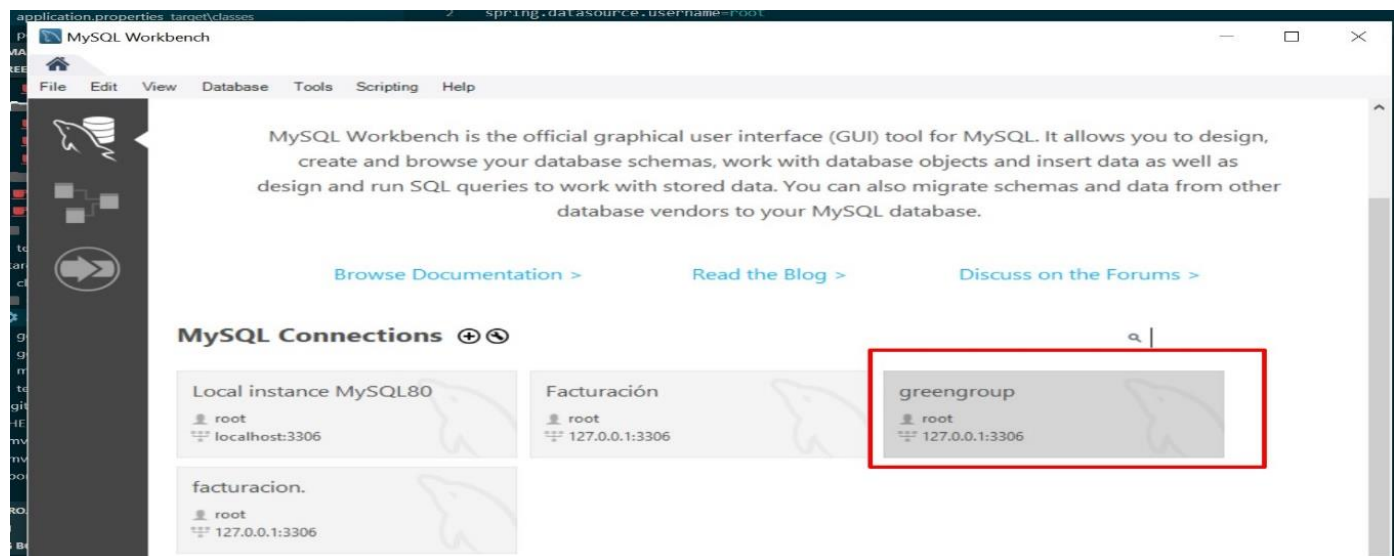 application.properties target\classes
2 spring.datasource.username=root
MySQL Workbench
File Edit View Database Tools Scripting Help
MySQL Workbench is the official graphical user interface (GUI) tool for MySQL. It allows you to design,
create and browse your database schemas, work with database objects and insert data as well as
design and run SQL queries to work with stored data. You can also migrate schemas and data from other
database vendors to your MySQL database.
Browse Documentation > Read the Blog > Discuss on the Forums >
MySQL Connections
Local instance MySQL80
root
localhost:3306
Facturación
root
127.0.0.1:3306
greengroup
root
127.0.0.1:3306
facturacion.
root
127.0.0.1:3306